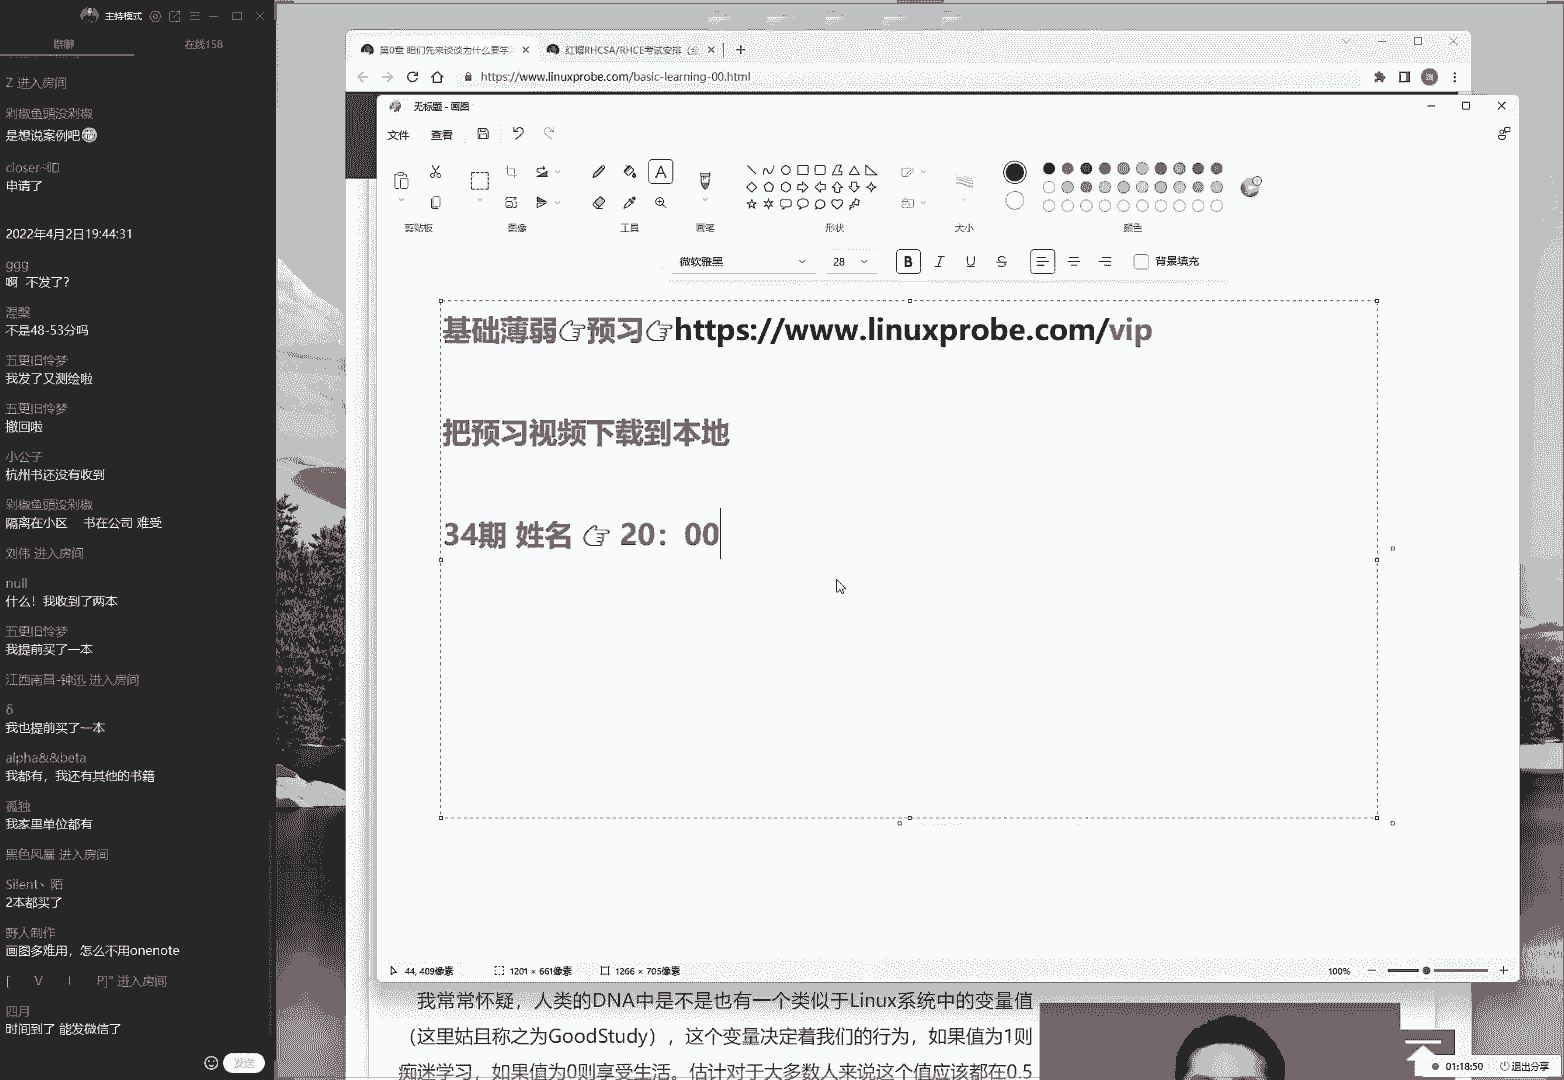 主持模式
群聊
在线158
Z 进入房间
剁椒鱼頭没剁椒
是想说案例吧
申请了
2022年4月2日19:44:31
ggg
啊 不发了?
涅槃
不是48-53分吗
五更旧怜梦
我发了又测绘啦
五更旧怜梦
撤回啦
小公子
杭州书还没有收到
剁椒鱼頭没剁椒
隔离在小区 书在公司 难受
刘伟 进入房间
null
什么！我收到了两本
五更旧怜梦
我提前买了一本
江西南昌-钟迅 进入房间
δ
我也提前买了一本
alpha&&beta
我都有，我还有其他的书籍
孤独
我家里单位都有
黑色风暴 进入房间
Silent丶陌
2本都买了
野人制作
画图多难用，怎么不用onenote
[ V i P]° 进入房间
四月
时间到了 能发微信了
发送
第0章 咱们先来谈谈为什么要学
红帽RHCSA/RHCE考试安排（全
https://www.linuxprobe.com/basic-learning-00.html
无标题 - 画图
文件 查看
剪贴板 图像 工具 画笔 形状 大小 颜色
微软雅黑 28 B I U S 背景填充
基础薄弱👉预习👉https://www.linuxprobe.com/vip
把预习视频下载到本地
34期 姓名 👉 20：00
44, 409像素 1201 × 661像素 1266 × 705像素 100%
我常常怀疑，人类的DNA中是不是也有一个类似于Linux系统中的变量值
（这里姑且称之为GoodStudy），这个变量决定着我们的行为，如果值为1则
痴迷学习，如果值为0则享受生活。估计对于大多数人来说这个值应该都在0.5
01:18:50 退出分享